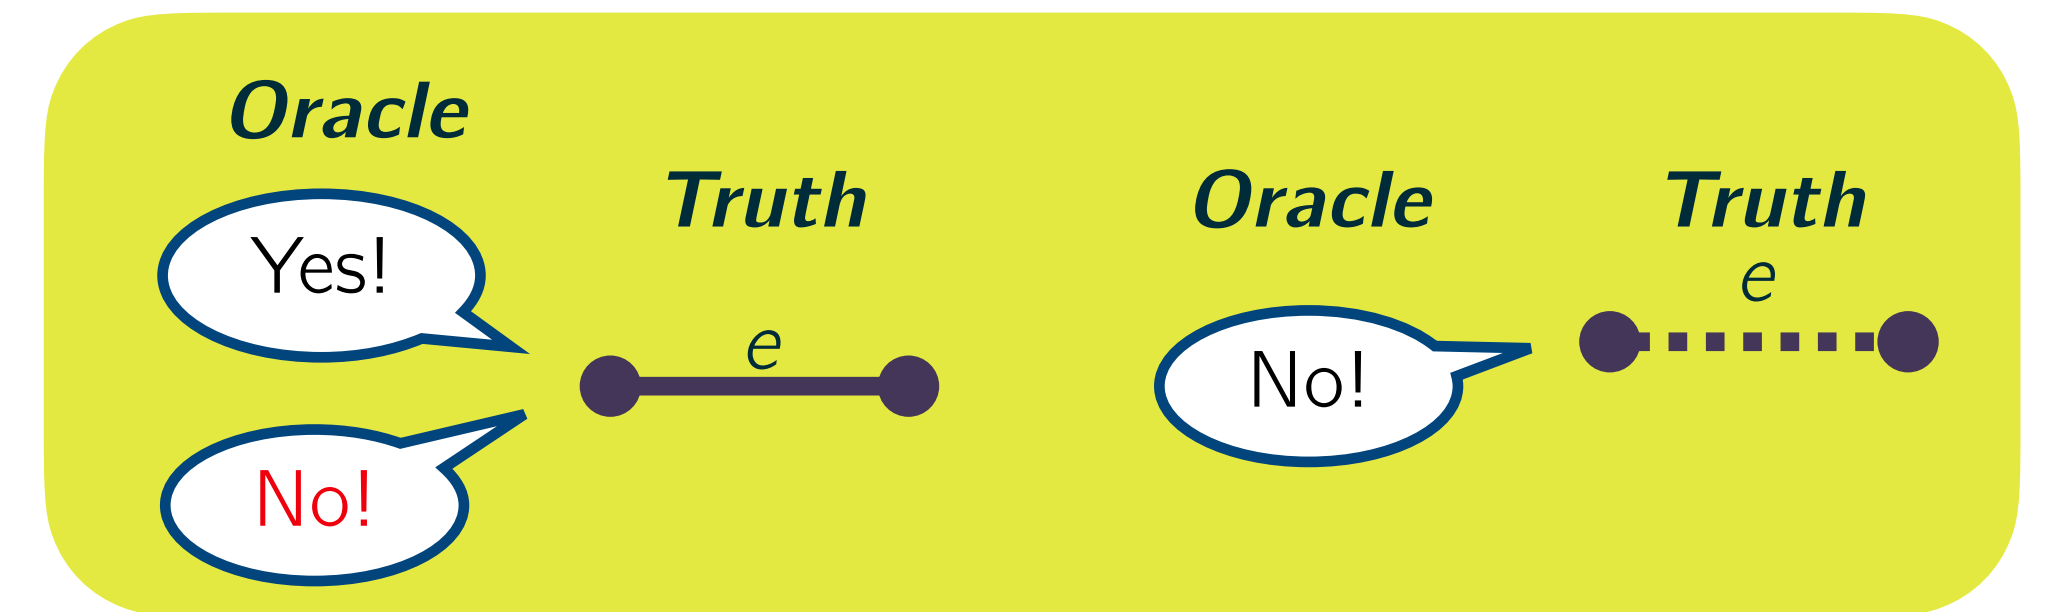 Oracle
Truth
Yes!
e
No!
Oracle
Truth
e
No!